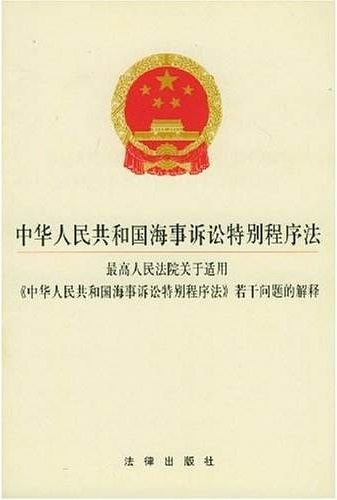 中华人民共和国海事诉讼特别程序法
最高人民法院关于适用
《中华人民共和国海事诉讼特别程序法》若干问题的解释
法律出版社